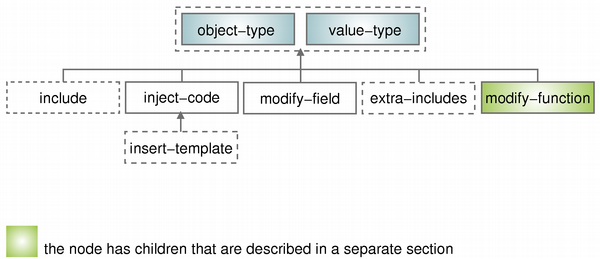 object−type value−type
include inject−code modify−field extra−includes modify−function
insert−template
the node has children that are described in a separate section